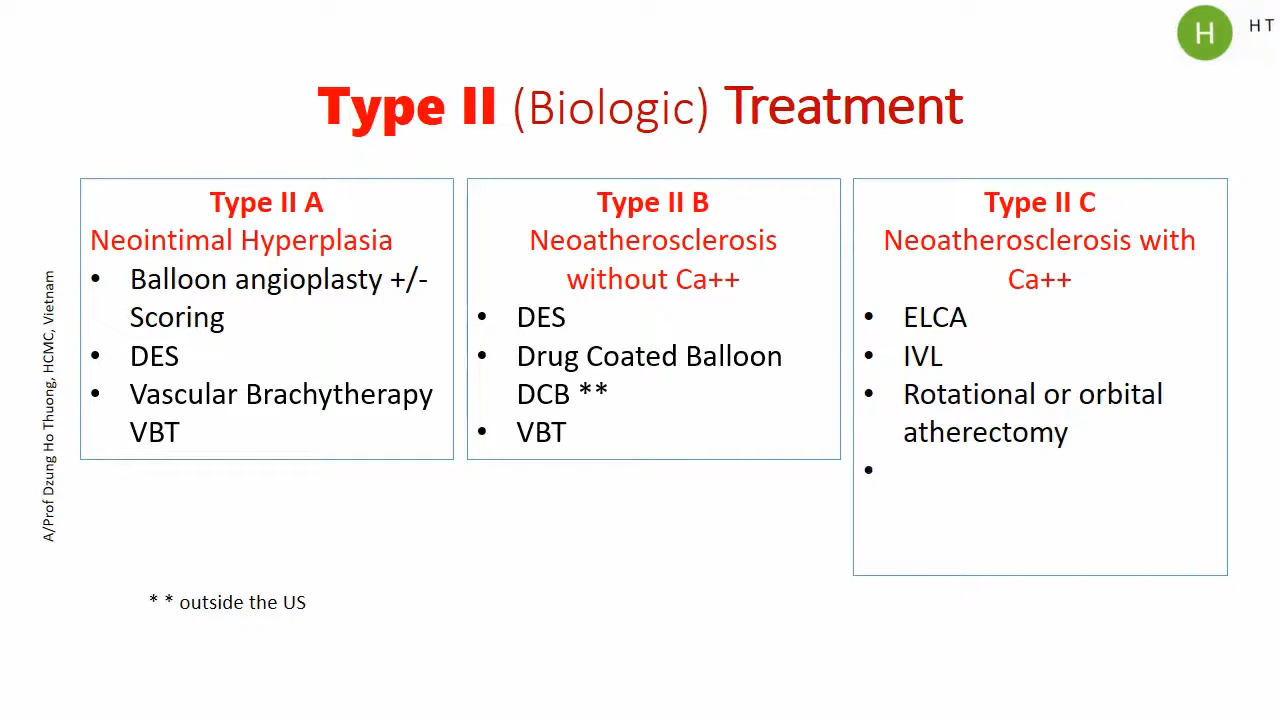 H
H T
Type II (Biologic) Treatment
Type II A
Neointimal Hyperplasia
• Balloon angioplasty +/-
Scoring
• DES
• Vascular Brachytherapy
VBT
Type II B
Neoatherosclerosis
without Ca++
• DES
• Drug Coated Balloon
DCB **
• VBT
Type II C
Neoatherosclerosis with
Ca++
• ELCA
• IVL
• Rotational or orbital
atherectomy
•
A/Prof Dzung Ho Thuong, HCMC, Vietnam
* * outside the US